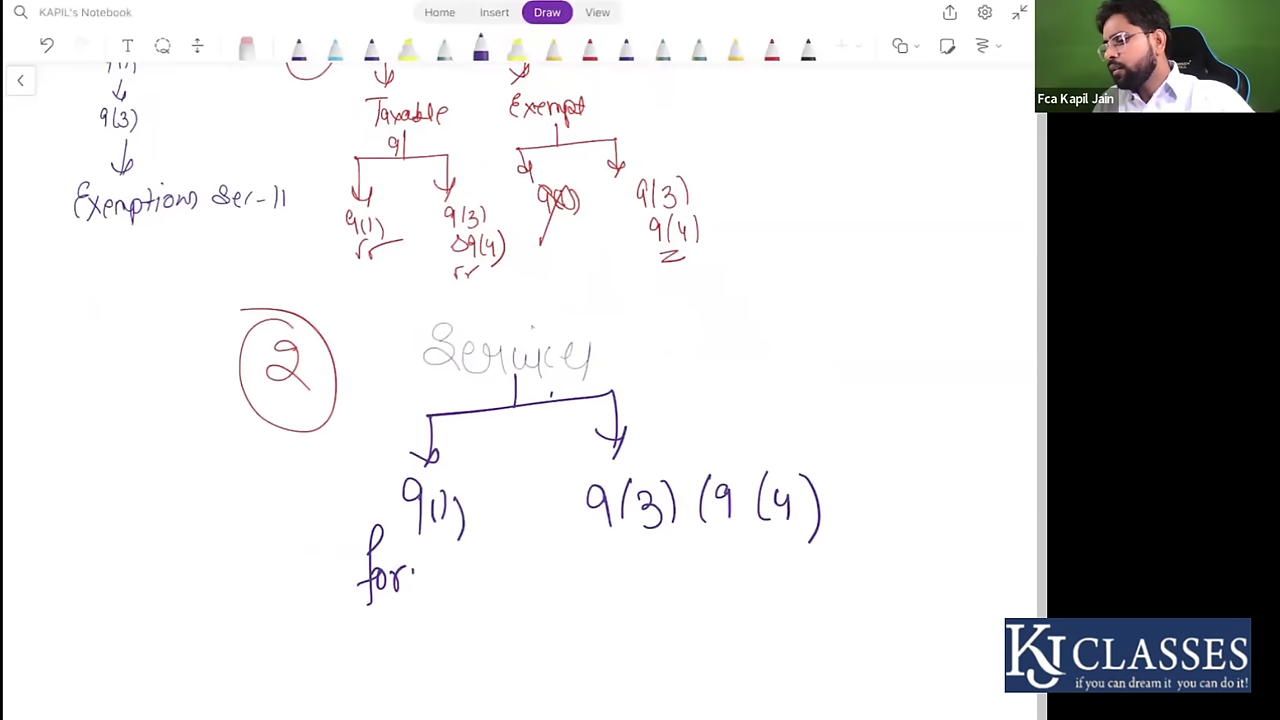 KAPIL's Notebook
Home Insert Draw View
Fca Kapil Jain
9(3)
Exemptions Sec-11
Taxable
9
9(1)
9(3)
9(4)
Exempt
9(3)
9(4)
2
Services
9(1)
9(3) (9 (4)
for
KJ CLASSES
if you can dream it you can do it!